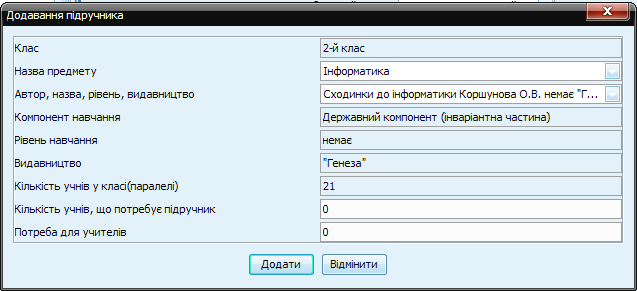 Додавання підручника
Клас 2-й клас
Назва предмету Інформатика
Автор, назва, рівень, видавництво Сходинки до інформатики Коршунова О.В. немає "Г...
Компонент навчання Державний компонент (інваріантна частина)
Рівень навчання немає
Видавництво "Генеза"
Кількість учнів у класі(паралелі) 21
Кількість учнів, що потребує підручник 0
Потреба для учителів 0
Додати Відмінити